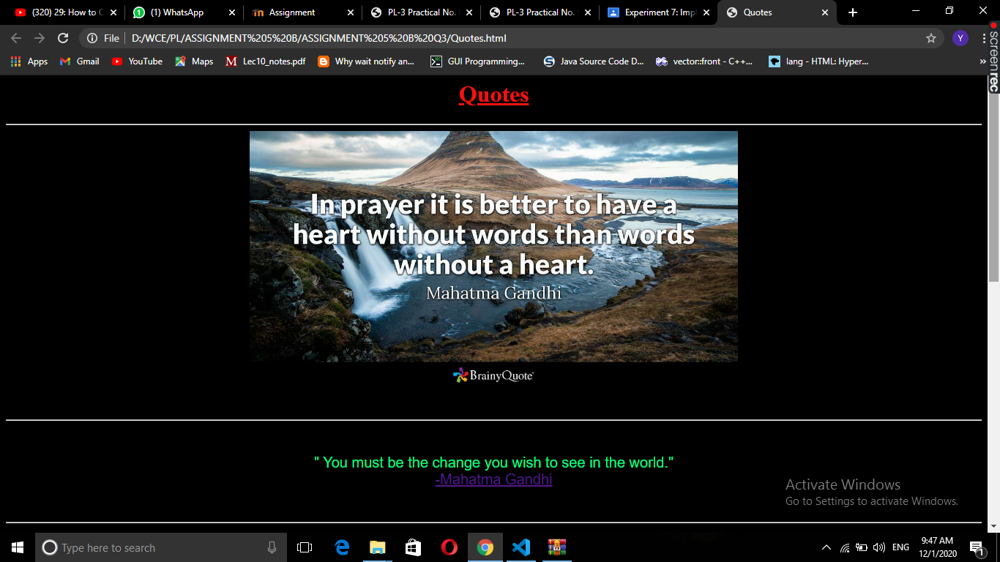 (320) 29: How to C
(1) WhatsApp
Assignment
PL-3 Practical No.
PL-3 Practical No.
Experiment 7: Imp
Quotes
File
D:/WCE/PL/ASSIGNMENT%205%20B/ASSIGNMENT%205%20B%20Q3/Quotes.html
Y
Apps
Gmail
YouTube
Maps
Lec10_notes.pdf
Why wait notify an...
GUI Programming...
Java Source Code D...
vector::front - C++...
lang - HTML: Hyper...
»
screenrec
Quotes
In prayer it is better to have a
heart without words than words
without a heart.
Mahatma Gandhi
BrainyQuote
" You must be the change you wish to see in the world."
-Mahatma Gandhi
Activate Windows
Go to Settings to activate Windows.
Type here to search
ENG
9:47 AM
12/1/2020
1